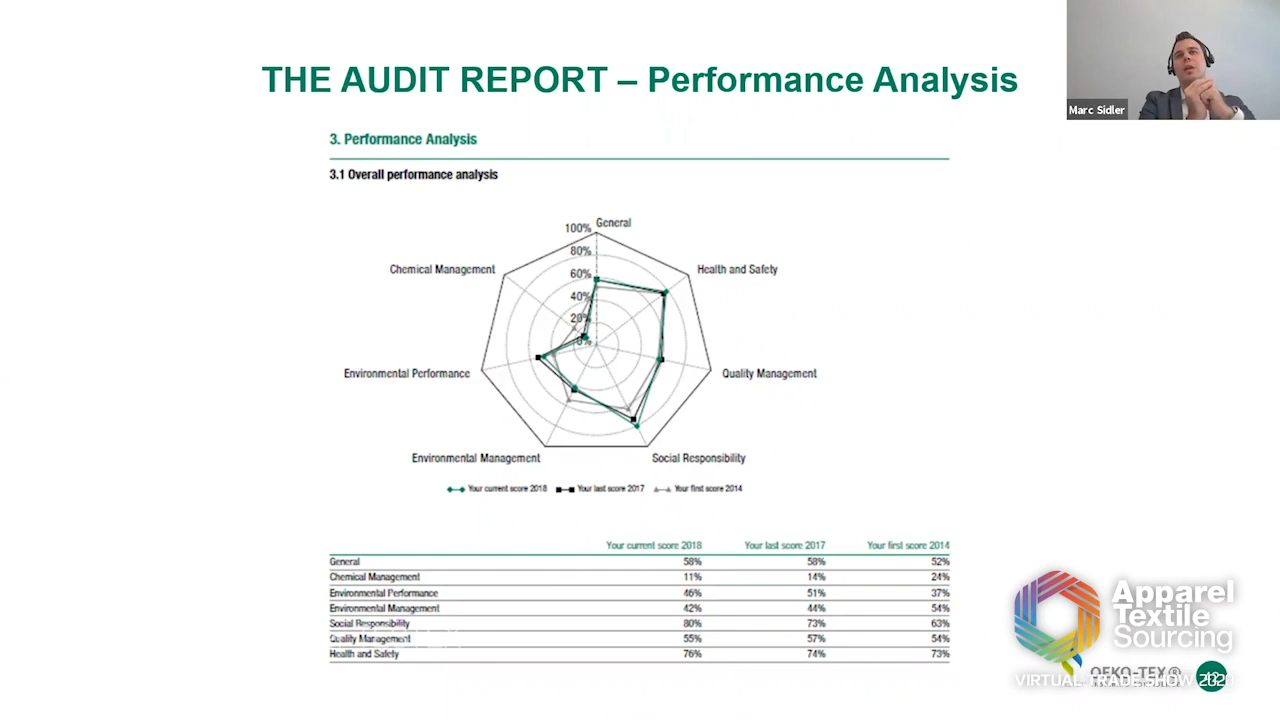 THE AUDIT REPORT – Performance Analysis
Marc Sidler
3. Performance Analysis
3.1 Overall performance analysis
General
100%
80%
60%
40%
20%
0%
Chemical Management
Health and Safety
Environmental Performance
Quality Management
Environmental Management
Social Responsibility
Your current score 2018 Your last score 2017 Your first score 2014
Your current score 2018 Your last score 2017 Your first score 2014
General 58% 58% 52%
Chemical Management 11% 14% 24%
Environmental Performance 46% 51% 37%
Environmental Management 42% 44% 54%
Social Responsibility 80% 73% 63%
Quality Management 55% 57% 54%
Health and Safety 76% 74% 73%
Apparel
Textile
Sourcing
OEKO-TEX®
VIRTUAL TRADE SHOW 2020